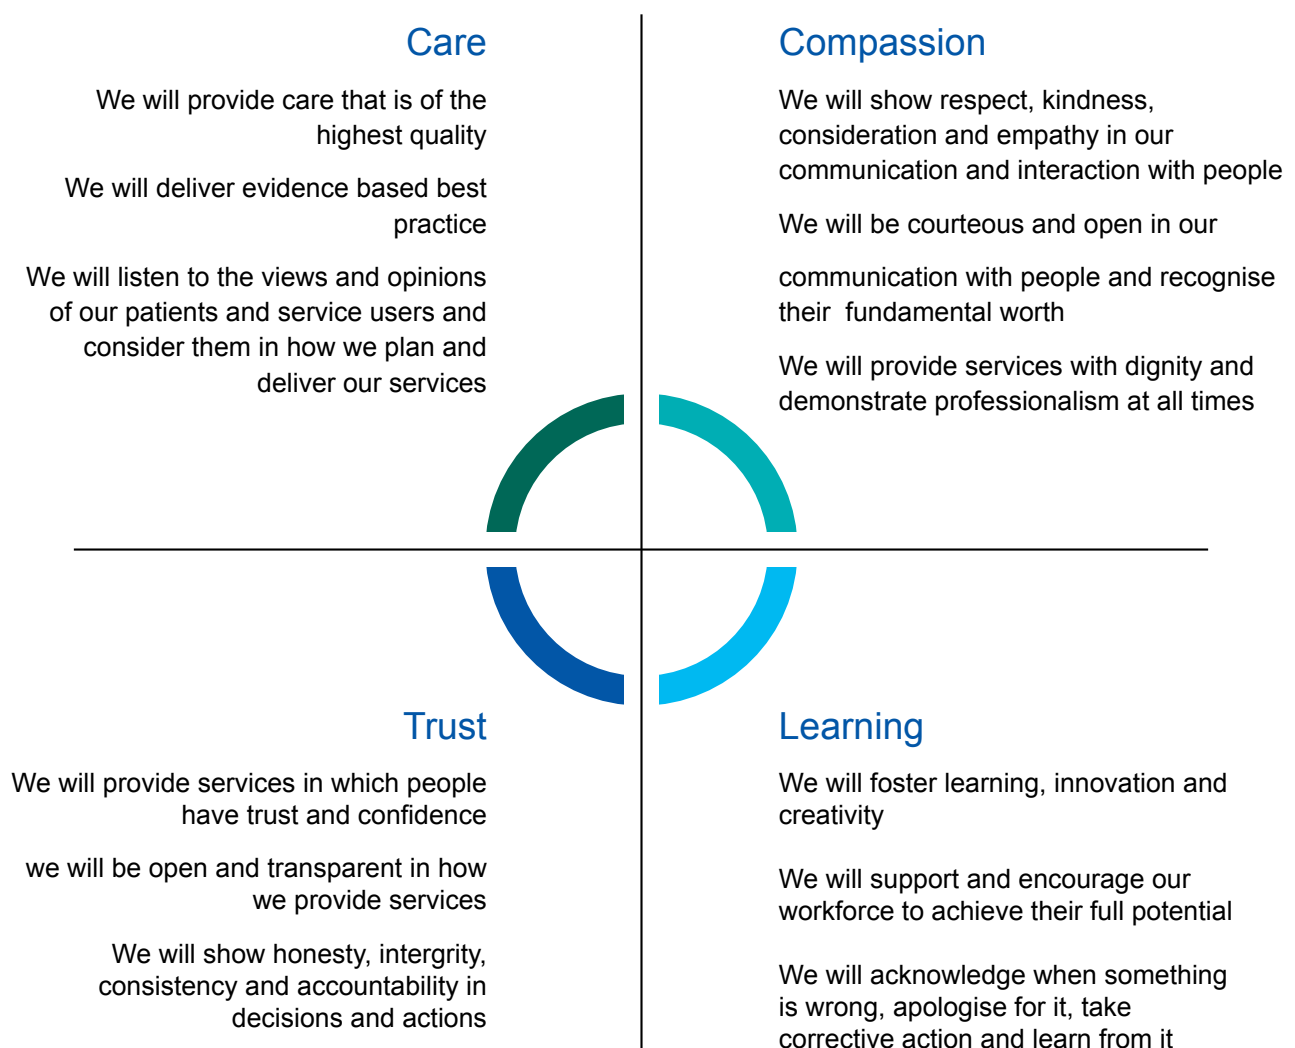 Care
We will provide care that is of the
highest quality
We will deliver evidence based best
practice
We will listen to the views and opinions
of our patients and service users and
consider them in how we plan and
deliver our services
Compassion
We will show respect, kindness,
consideration and empathy in our
communication and interaction with people
We will be courteous and open in our
communication with people and recognise
their  fundamental worth
We will provide services with dignity and
demonstrate professionalism at all times
Trust
We will provide services in which people
have trust and confidence
we will be open and transparent in how
we provide services
We will show honesty, intergrity,
consistency and accountability in
decisions and actions
Learning
We will foster learning, innovation and
creativity
We will support and encourage our
workforce to achieve their full potential
We will acknowledge when something
is wrong, apologise for it, take
corrective action and learn from it